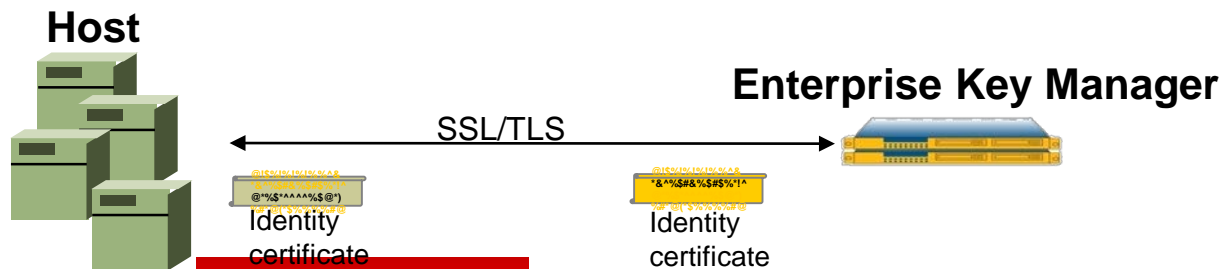 Host
Enterprise Key Manager
SSL/TLS
@!$%!%!%!%%^&
@*%$*^^^^%$@*)
Identity
certificate
@!$%!%!%!%%^&
*&^%$#&%$#$%*!^
Identity
certificate